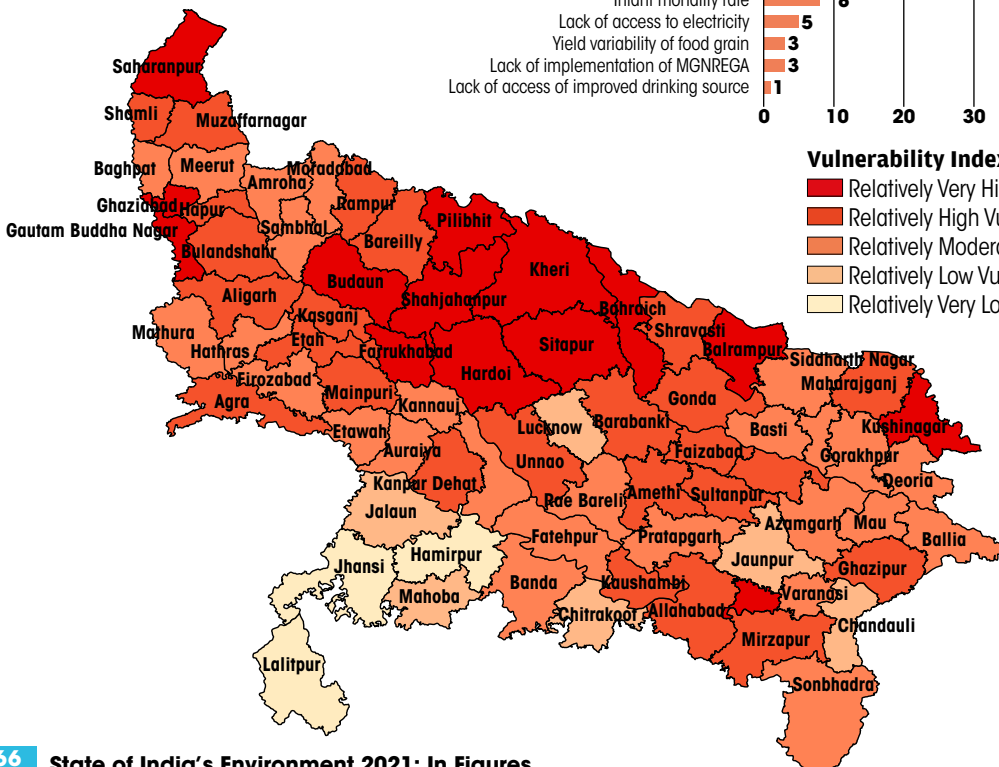 Infant mortality rate 8
Lack of access to electricity 5
Yield variability of food grain 3
Lack of implementation of MGNREGA 3
Lack of access of improved drinking source 1
0 10 20 30
Vulnerability Index
Relatively Very Hi
Relatively High Vu
Relatively Modera
Relatively Low Vu
Relatively Very Lo
Saharanpur
Shamli
Muzaffarnagar
Baghpat
Meerut
Moradabad
Amroha
Ghaziabad
Hapur
Rampur
Gautam Buddha Nagar
Sambhal
Pilibhit
Bulandshahr
Bareilly
Kheri
Budaun
Aligarh
Shahjahanpur
Bahraich
Kasganj
Mathura
Shravasti
Etah
Sitapur
Hathras
Farrukhabad
Balrampur
Siddharth Nagar
Hardoi
Firozabad
Maharajganj
Mainpuri
Agra
Gonda
Kannauj
Lucknow
Barabanki
Kushinagar
Etawah
Basti
Auraiya
Faizabad
Gorakhpur
Unnao
Kanpur Dehat
Deoria
Amethi
Sultanpur
Rae Bareli
Jalaun
Azamgarh
Mau
Fatehpur
Pratapgarh
Ballia
Hamirpur
Jaunpur
Jhansi
Ghazipur
Banda
Kaushambi
Mahoba
Varanasi
Chitrakoot
Allahabad
Chandauli
Mirzapur
Lalitpur
Sonbhadra
66 State of India's Environment 2021: In Figures